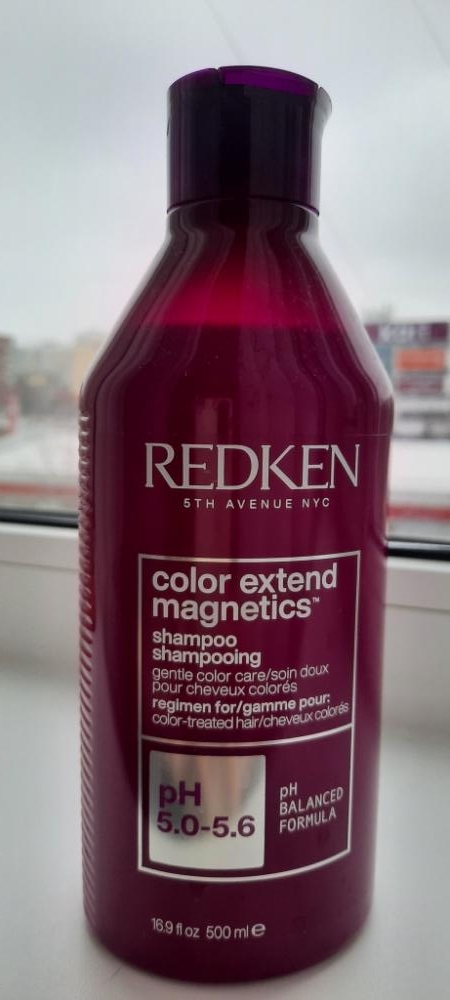 REDKEN
5TH AVENUE NYC
color extend
magnetics™
shampoo
shampooing
gentle color care/soin doux
pour cheveux colorés
regimen for/gamme pour:
color-treated hair/cheveux colorés
pH
5.0-5.6
pH
BALANCED
FORMULA
16.9 fl oz 500 ml e